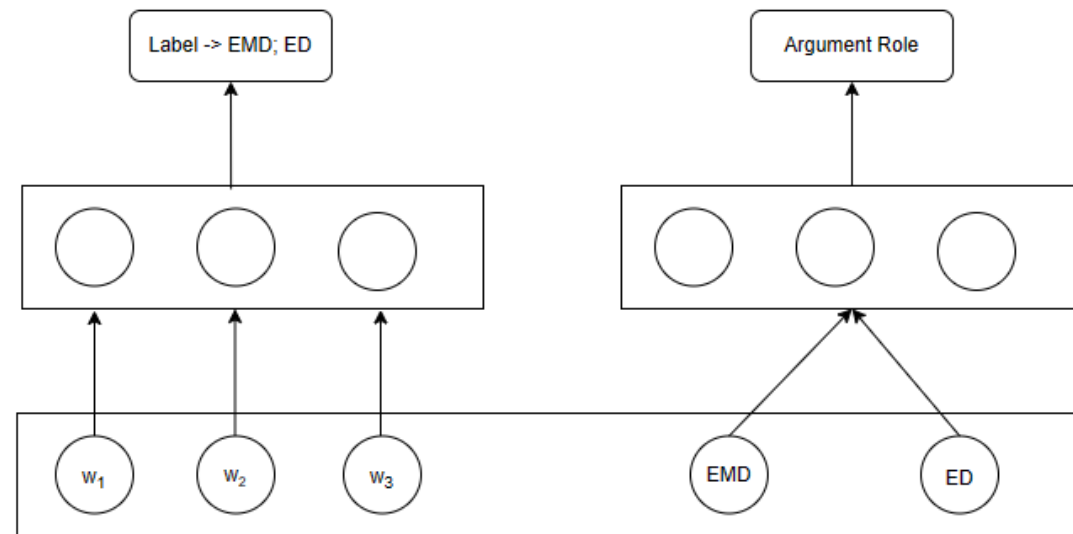 Label -> EMD; ED
Argument Role
w₁
w₂
w₃
EMD
ED